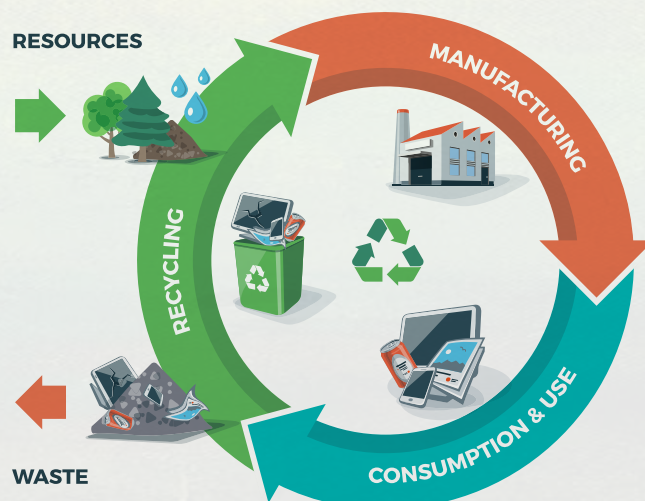 RESOURCES
MANUFACTURING
RECYCLING
CONSUMPTION & USE
WASTE